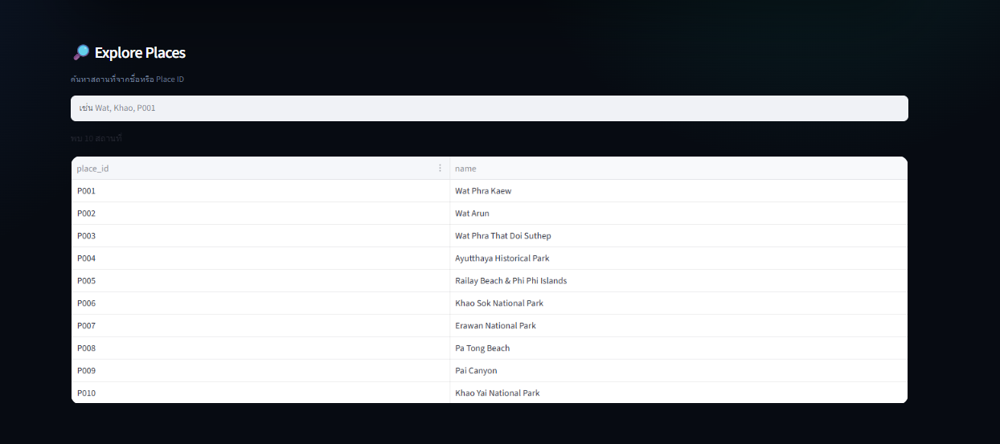 Explore Places
ค้นหาสถานที่จากชื่อหรือ Place ID
เช่น Wat, Khao, P001
พบ 10 สถานที่
place_id name
P001 Wat Phra Kaew
P002 Wat Arun
P003 Wat Phra That Doi Suthep
P004 Ayutthaya Historical Park
P005 Railay Beach & Phi Phi Islands
P006 Khao Sok National Park
P007 Erawan National Park
P008 Pa Tong Beach
P009 Pai Canyon
P010 Khao Yai National Park